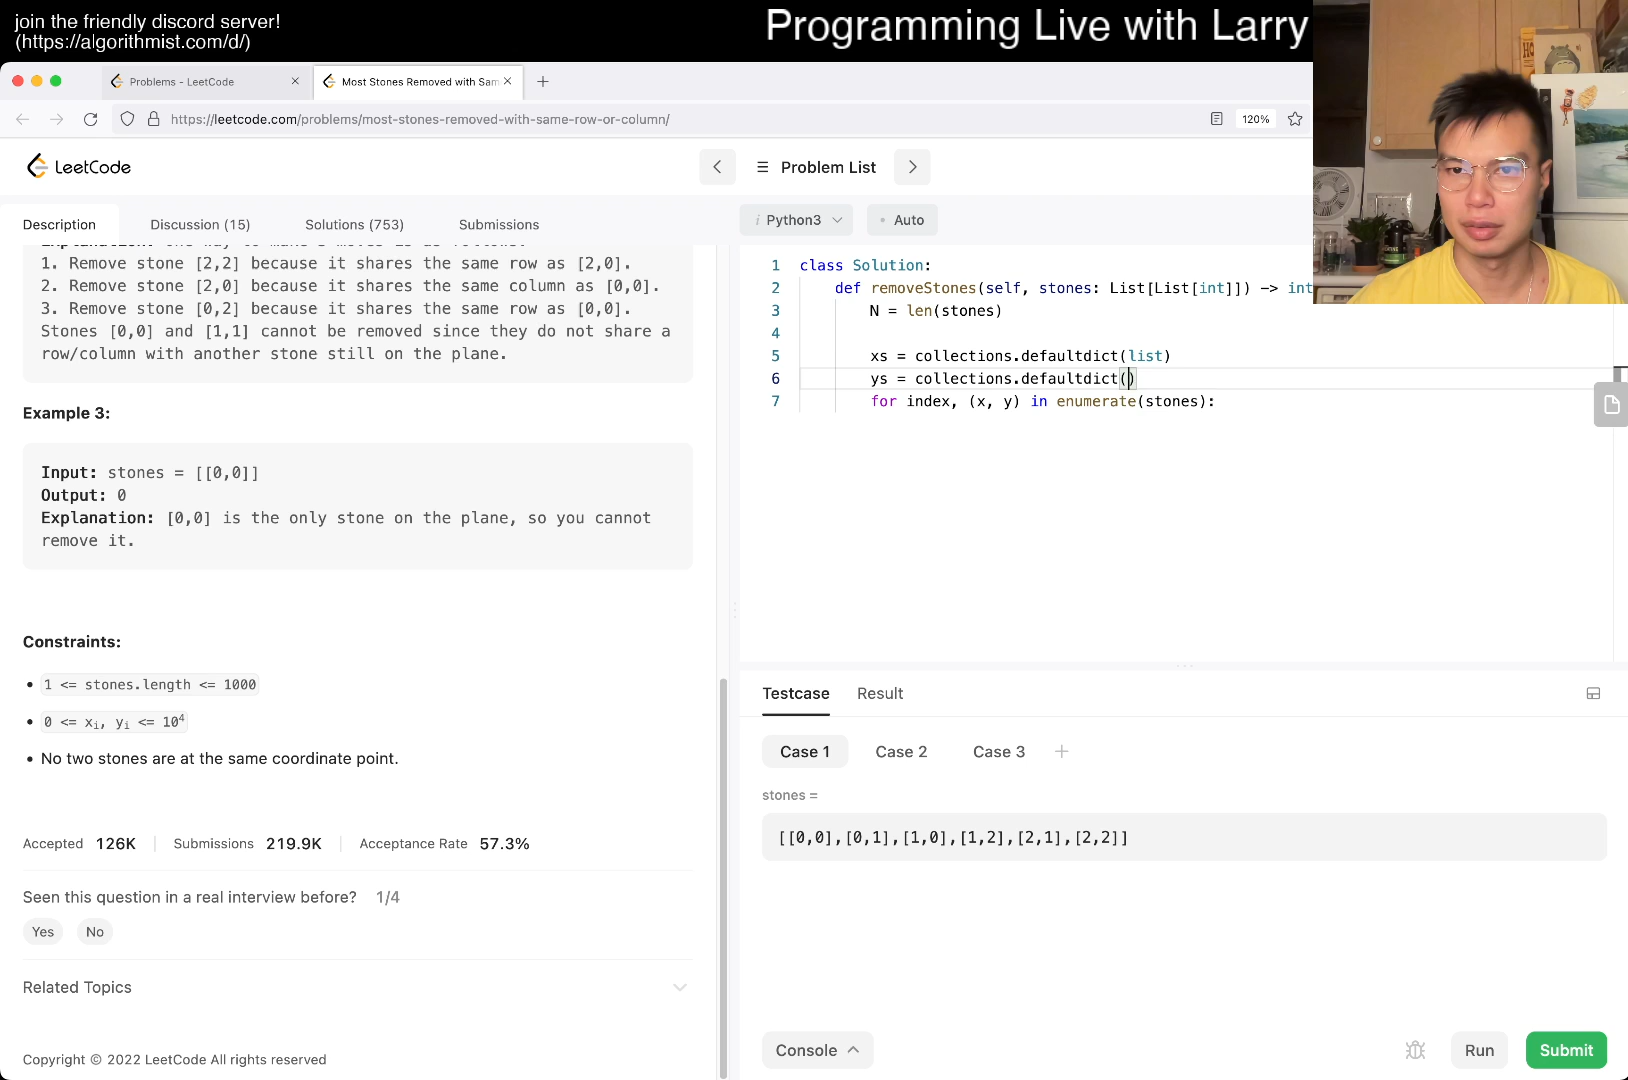 join the friendly discord server!
(https://algorithmist.com/d/)
Programming Live with Larry
Problems - LeetCode
Most Stones Removed with Sam
https://leetcode.com/problems/most-stones-removed-with-same-row-or-column/
120%
LeetCode
Problem List
Description
Discussion (15)
Solutions (753)
Submissions
i Python3
Auto
1. Remove stone [2,2] because it shares the same row as [2,0].
2. Remove stone [2,0] because it shares the same column as [0,0].
3. Remove stone [0,2] because it shares the same row as [0,0].
Stones [0,0] and [1,1] cannot be removed since they do not share a
row/column with another stone still on the plane.
Example 3:
Input: stones = [[0,0]]
Output: 0
Explanation: [0,0] is the only stone on the plane, so you cannot
remove it.
Constraints:
1 <= stones.length <= 1000
0 <= xi, yi <= 10^4
No two stones are at the same coordinate point.
Accepted 126K
Submissions 219.9K
Acceptance Rate 57.3%
Seen this question in a real interview before? 1/4
Yes
No
Related Topics
Copyright © 2022 LeetCode All rights reserved
1 class Solution:
2 def removeStones(self, stones: List[List[int]]) -> int
3 N = len(stones)
4
5 xs = collections.defaultdict(list)
6 ys = collections.defaultdict()
7 for index, (x, y) in enumerate(stones):
Testcase
Result
Case 1
Case 2
Case 3
stones =
[[0,0],[0,1],[1,0],[1,2],[2,1],[2,2]]
Console
Run
Submit